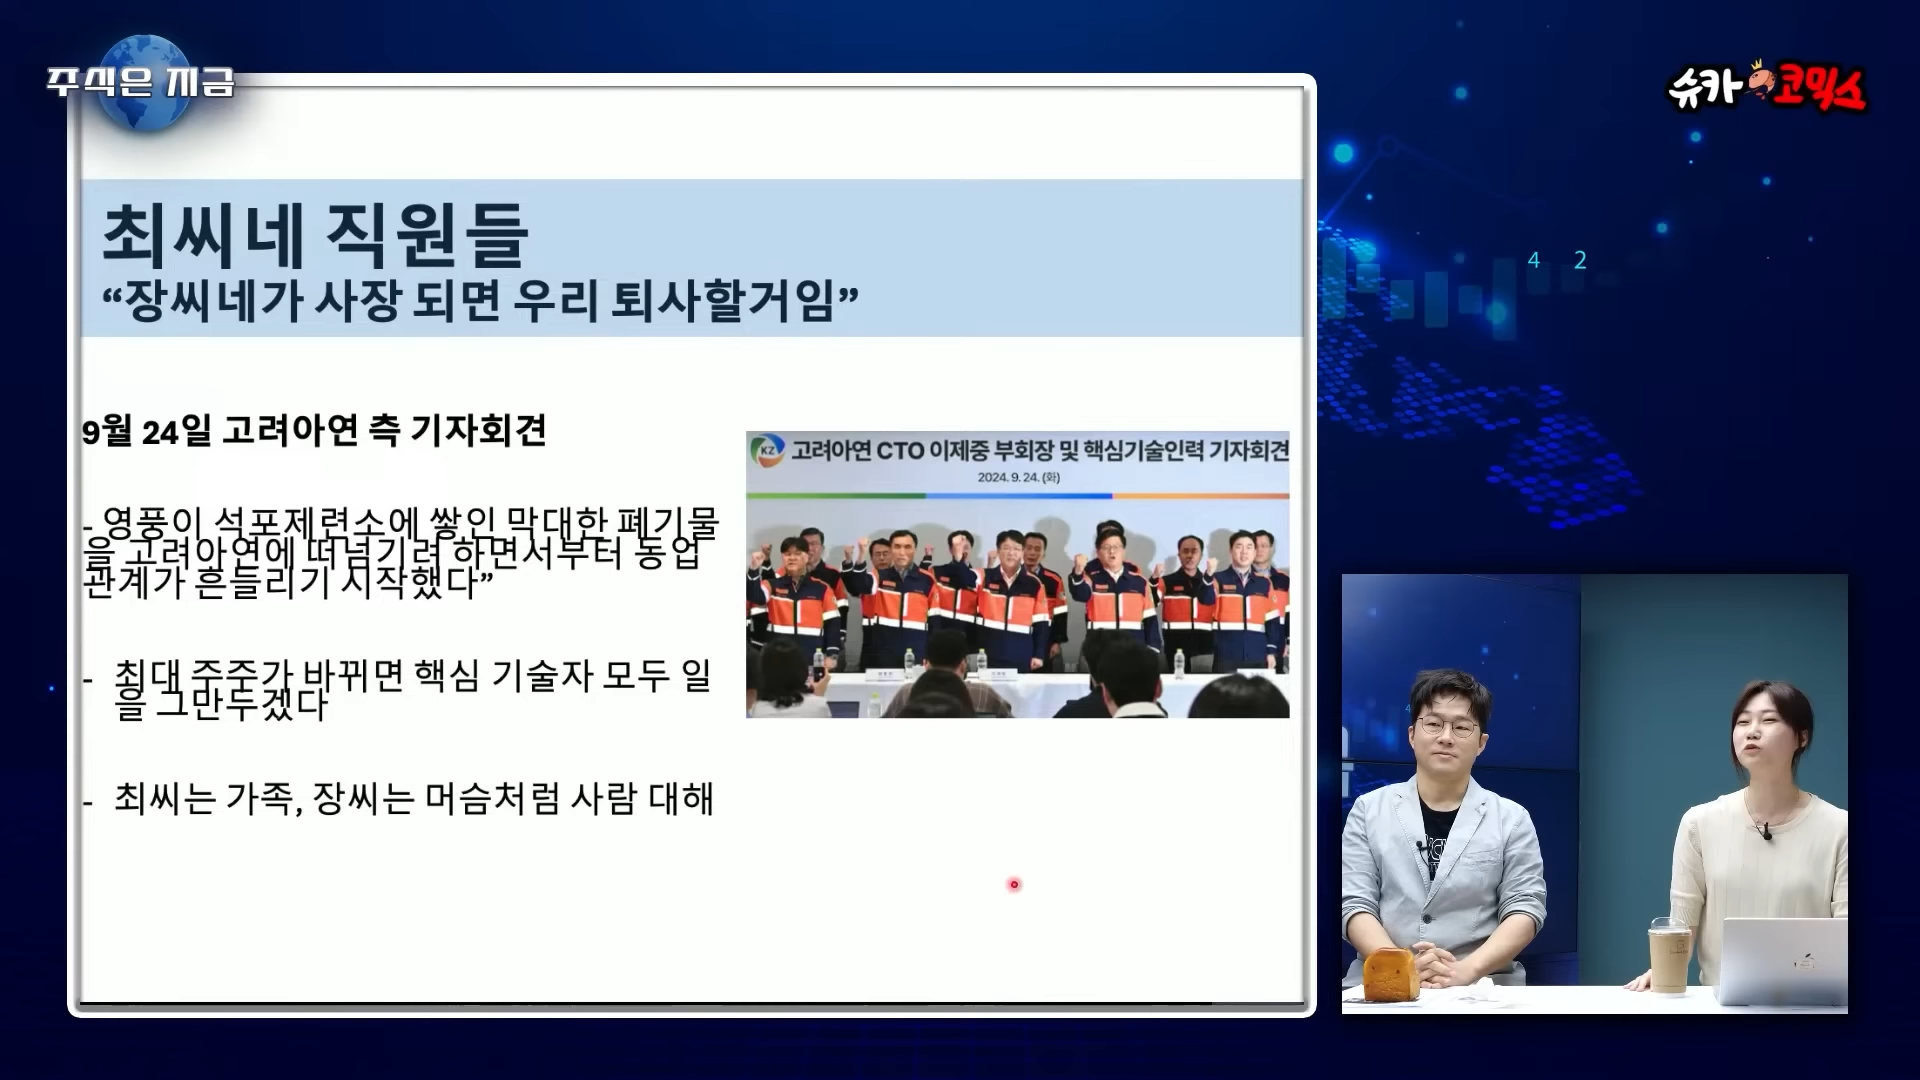 주식은 지금
슈카코믹스
최씨네 직원들
“장씨네가 사장 되면 우리 퇴사할거임”
9월 24일 고려아연 측 기자회견
- 영풍이 석포제련소에 쌓인 막대한 폐기물
을 고려아연에 떠넘기려 하면서부터 동업
관계가 흔들리기 시작했다”
- 최대 주주가 바뀌면 핵심 기술자 모두 일
을 그만두겠다
- 최씨는 가족, 장씨는 머슴처럼 사람 대해
KZ 고려아연 CTO 이제중 부회장 및 핵심기술인력 기자회견
2024. 9. 24. (화)
4 2